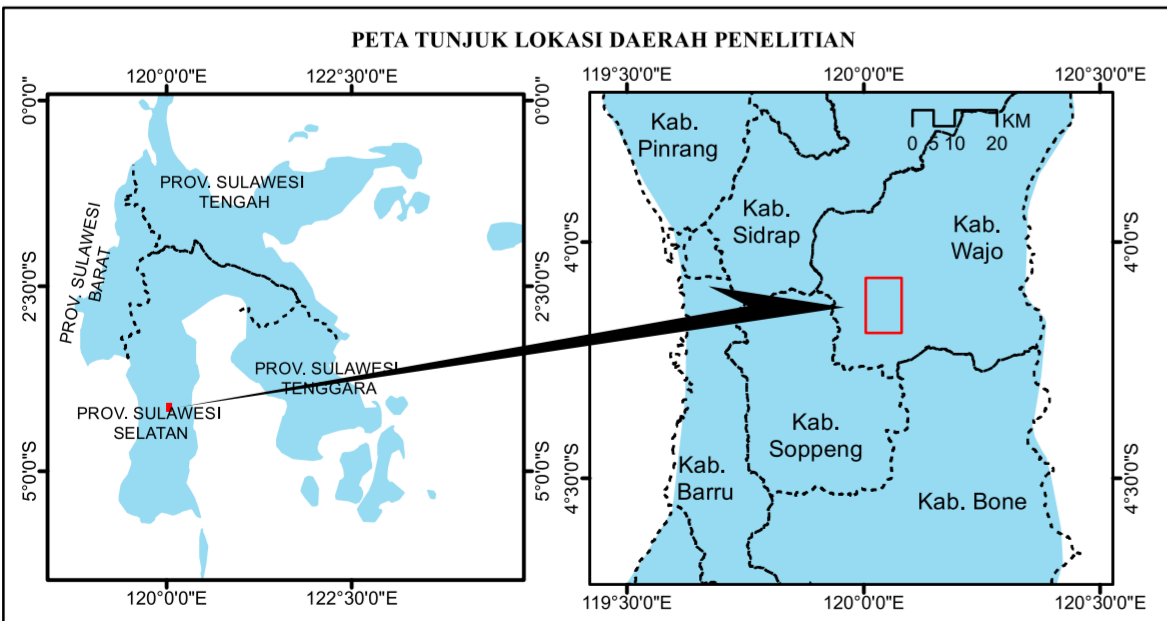 PETA TUNJUK LOKASI DAERAH PENELITIAN
120°0'0"E
122°30'0"E
0°0'0"
0°0'0"
PROV. SULAWESI
TENGAH
PROV. SULAWESI
BARAT
2°30'0"S
2°30'0"S
PROV. SULAWESI
TENGGARA
PROV. SULAWESI
SELATAN
5°0'0"S
5°0'0"S
120°0'0"E
122°30'0"E
119°30'0"E
120°0'0"E
120°30'0"E
Kab.
Pinrang
KM
0 5 10 20
Kab.
Sidrap
Kab.
Wajo
4°0'0"S
4°0'0"S
Kab.
Soppeng
Kab.
Barru
Kab. Bone
4°30'0"S
4°30'0"S
119°30'0"E
120°0'0"E
120°30'0"E